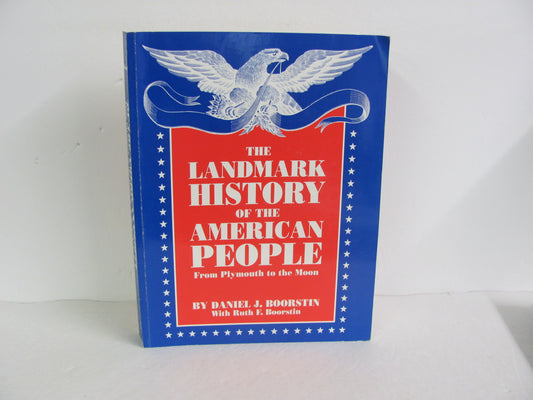 THE
LANDMARK
HISTORY
OF THE
AMERICAN
PEOPLE
From Plymouth to the Moon
BY DANIEL J. BOORSTIN
With Ruth F. Boorstin